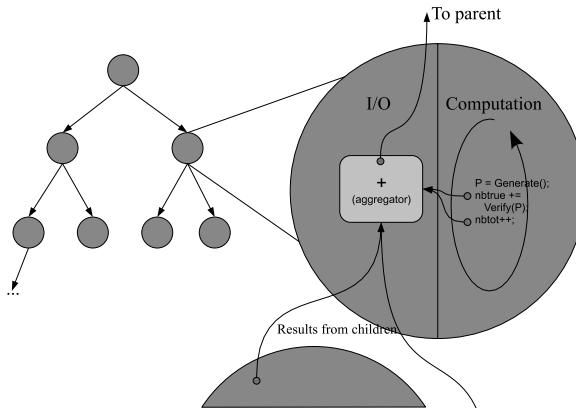 To parent
I/O
Computation
+
(aggregator)
P = Generate();
nbtrue +=
Verify(P);
nbtot++;
...
Results from children